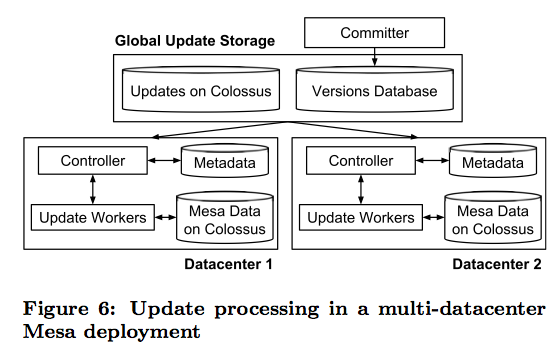 Committer
Global Update Storage
Updates on Colossus
Versions Database
Controller
Metadata
Update Workers
Mesa Data
on Colossus
Datacenter 1
Controller
Metadata
Update Workers
Mesa Data
on Colossus
Datacenter 2
Figure 6: Update processing in a multi-datacenter
Mesa deployment